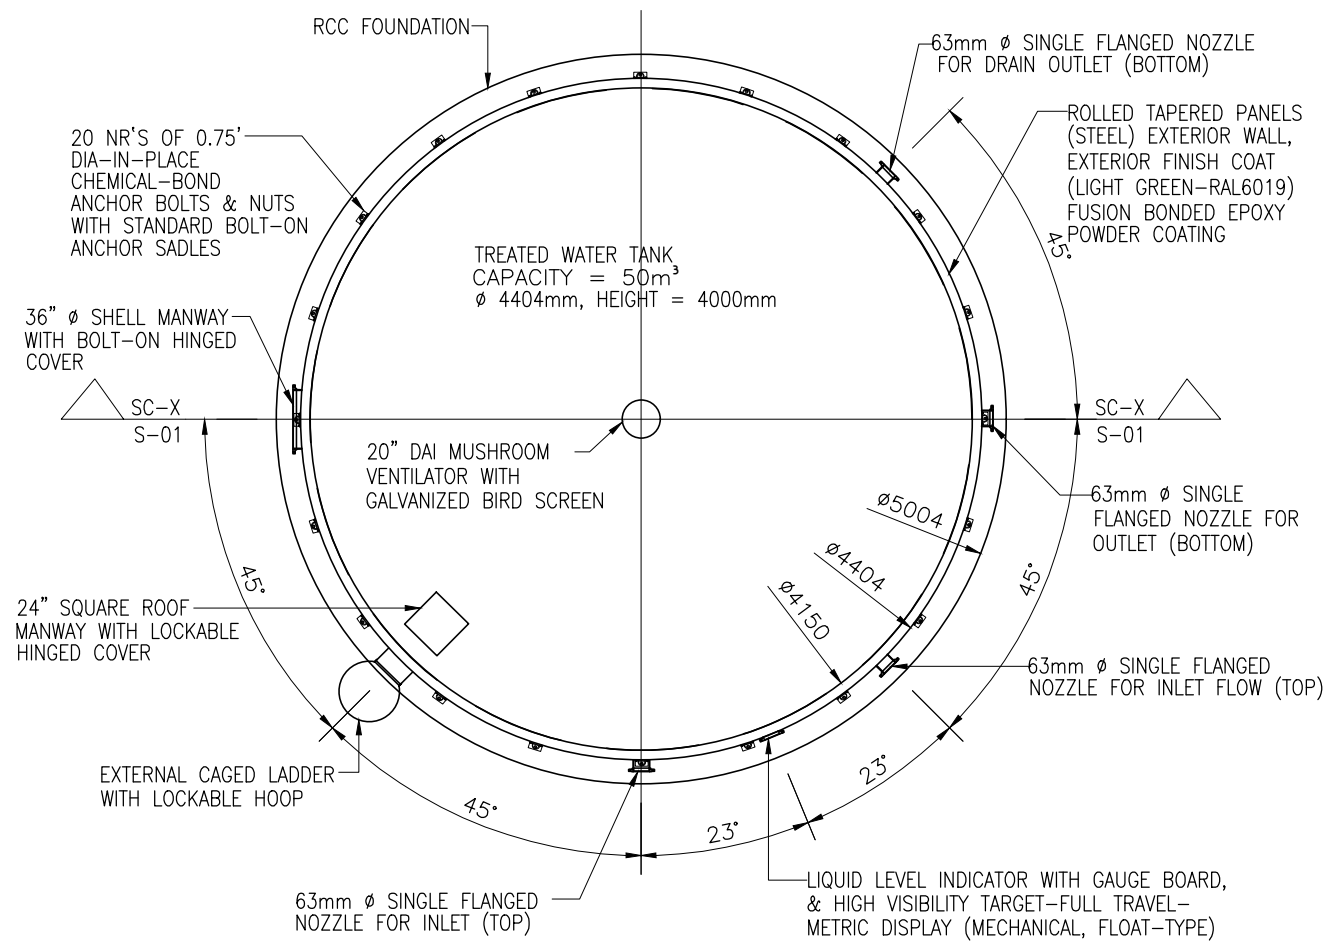 RCC FOUNDATION
63mm ø SINGLE FLANGED NOZZLE
FOR DRAIN OUTLET (BOTTOM)
20 NR'S OF 0.75'
DIA-IN-PLACE
CHEMICAL-BOND
ANCHOR BOLTS & NUTS
WITH STANDARD BOLT-ON
ANCHOR SADLES
ROLLED TAPERED PANELS
(STEEL) EXTERIOR WALL,
EXTERIOR FINISH COAT
(LIGHT GREEN-RAL6019)
FUSION BONDED EPOXY
POWDER COATING
45°
TREATED WATER TANK
CAPACITY = 50m³
ø 4404mm, HEIGHT = 4000mm
36" ø SHELL MANWAY
WITH BOLT-ON HINGED
COVER
SC-X
S-01
SC-X
S-01
20" DAI MUSHROOM
VENTILATOR WITH
GALVANIZED BIRD SCREEN
63mm ø SINGLE
FLANGED NOZZLE FOR
OUTLET (BOTTOM)
ø5004
ø4404
ø4150
45°
45°
24" SQUARE ROOF
MANWAY WITH LOCKABLE
HINGED COVER
63mm ø SINGLE FLANGED
NOZZLE FOR INLET FLOW (TOP)
EXTERNAL CAGED LADDER
WITH LOCKABLE HOOP
45°
23°
23°
63mm ø SINGLE FLANGED
NOZZLE FOR INLET (TOP)
LIQUID LEVEL INDICATOR WITH GAUGE BOARD,
& HIGH VISIBILITY TARGET-FULL TRAVEL-
METRIC DISPLAY (MECHANICAL, FLOAT-TYPE)